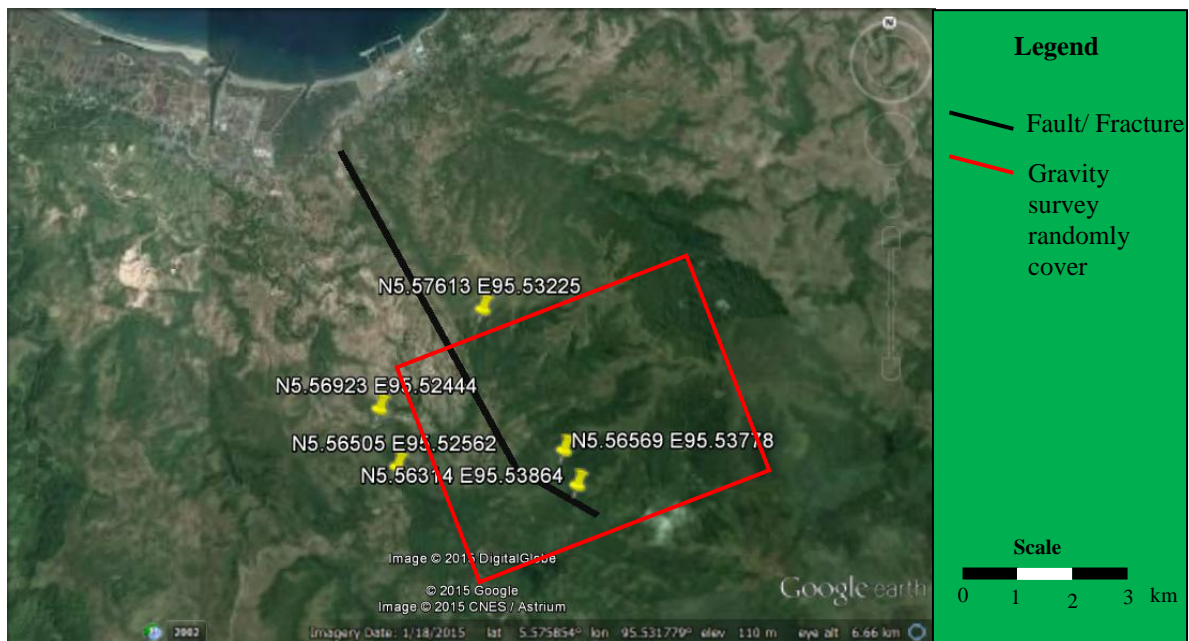 N
N5.57613 E95.53225
N5.56923 E95.52444
N5.56505 E95.52562
N5.56569 E95.53778
N5.56314 E95.53864
Image © 2015 DigitalGlobe
© 2015 Google
Image © 2015 CNES / Astrium
Google earth
2002
Imagery Date: 1/18/2015 lat 5.575854° lon 95.531779° elev 110 m eye alt 6.66 km
Legend
Fault/ Fracture
Gravity
survey
randomly
cover
Scale
0 1 2 3 km